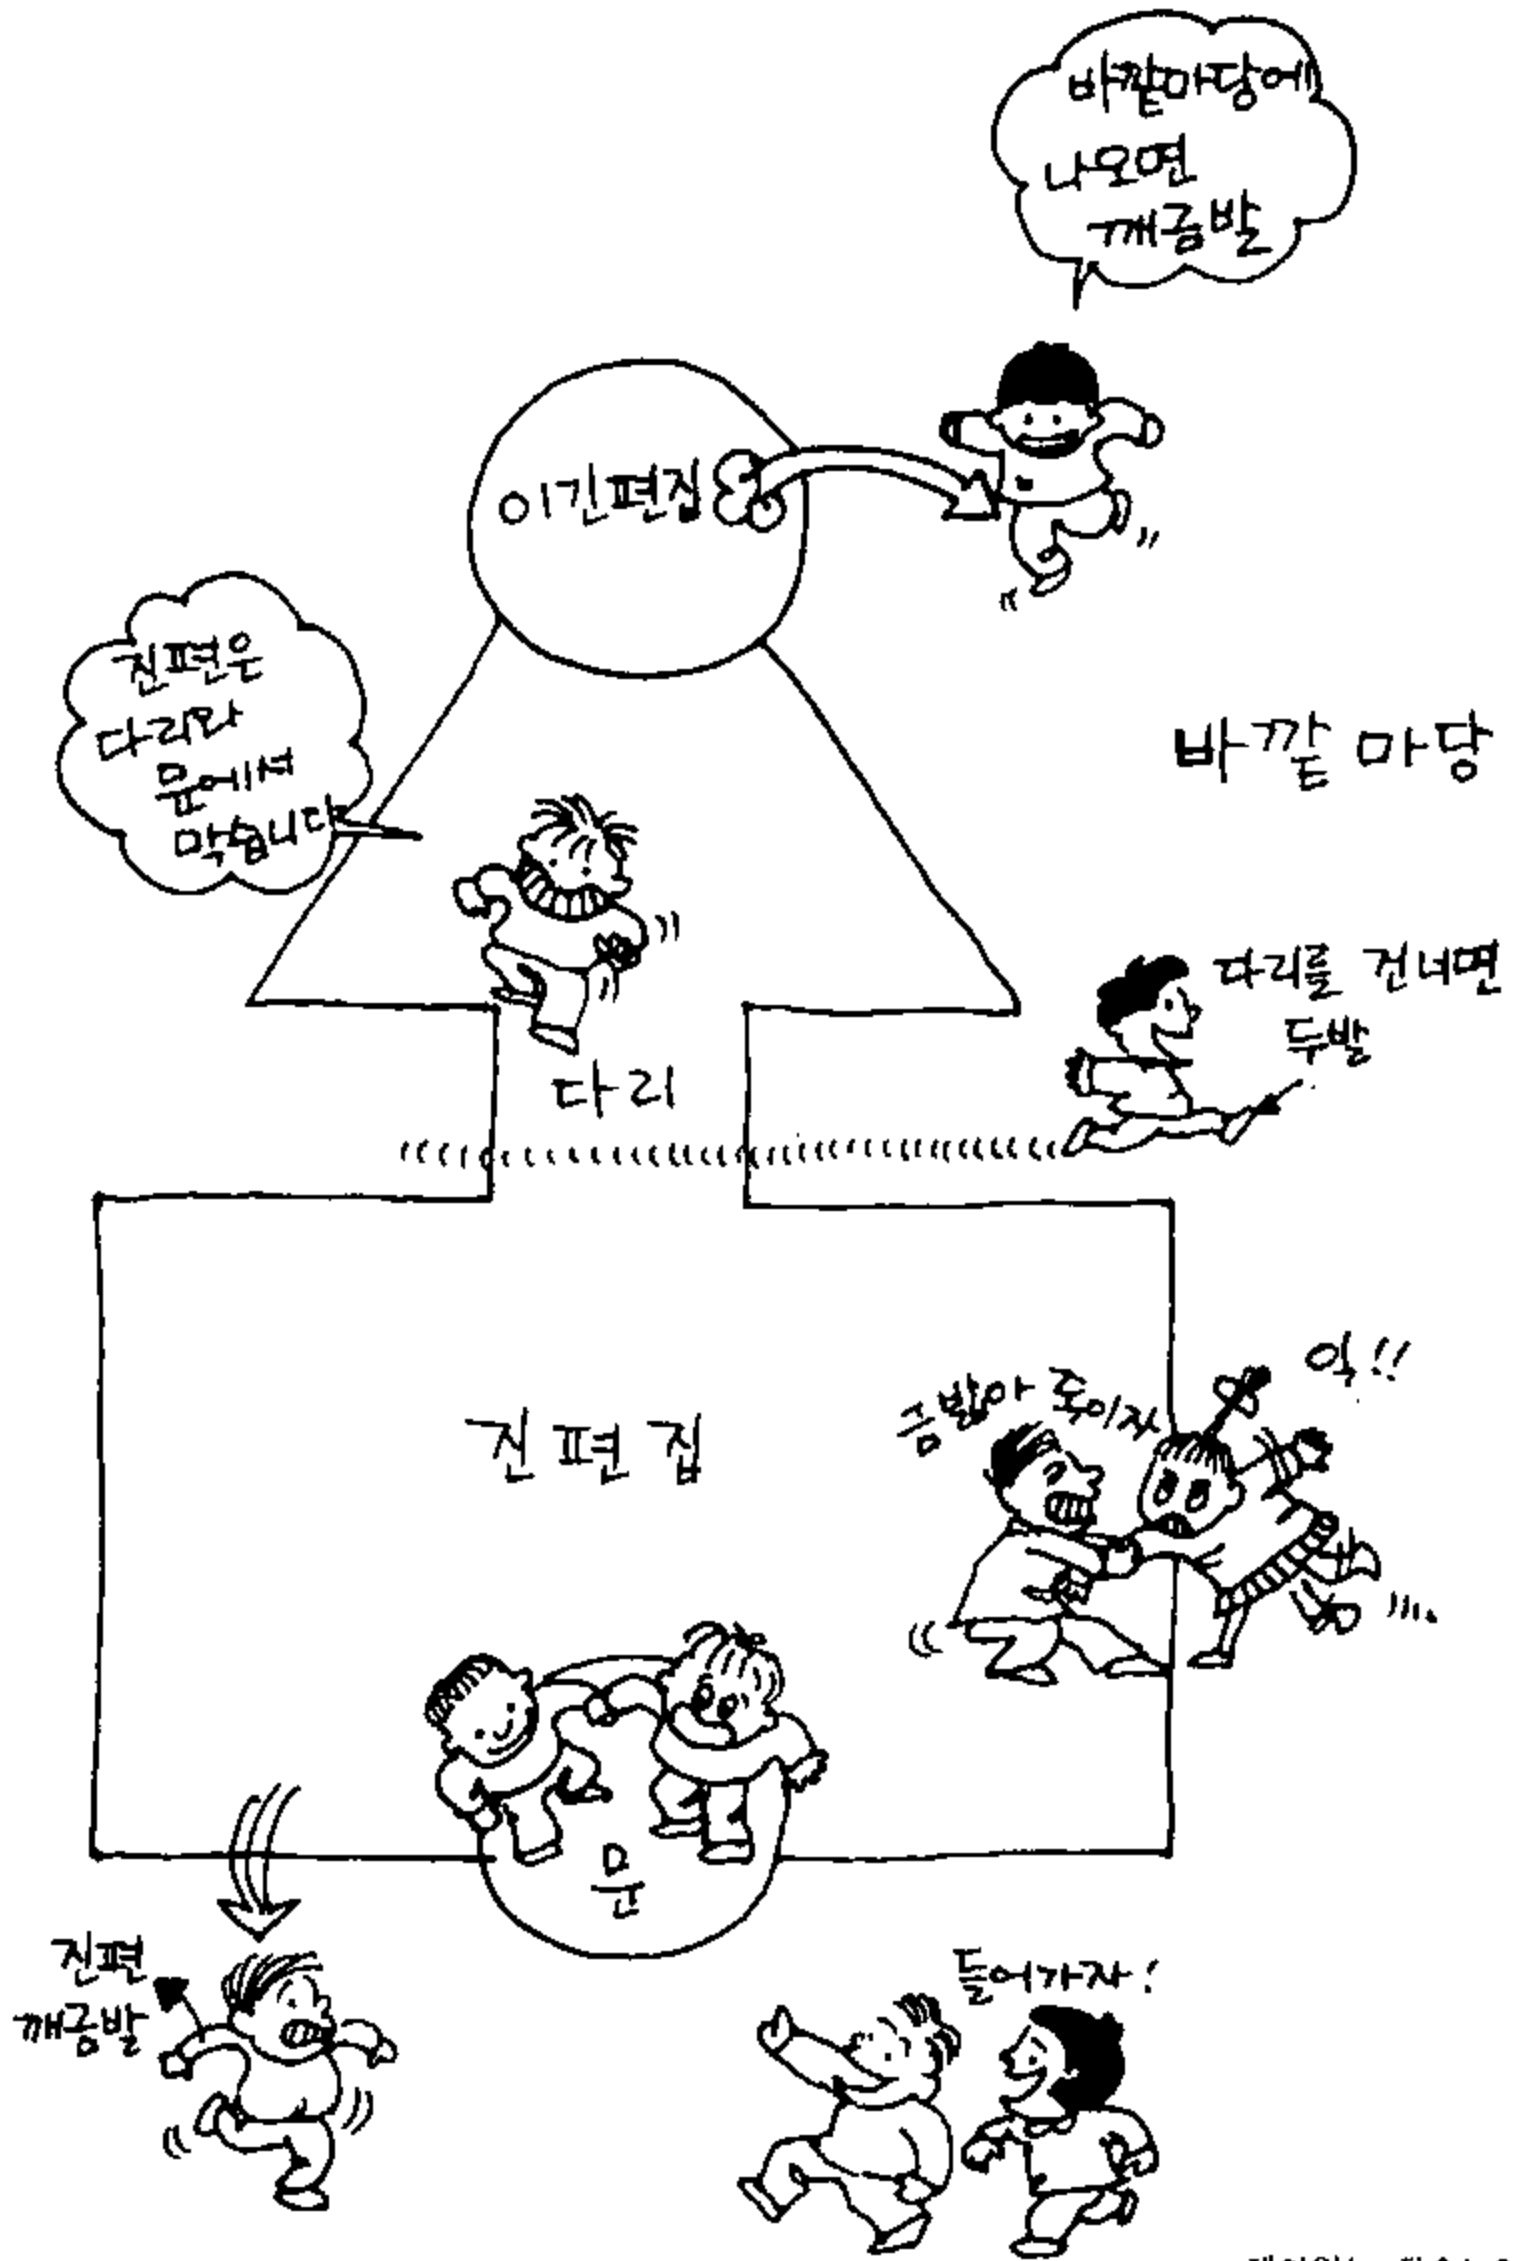 바깥마당에
나오면
깨금발
이긴편집
진편은
다리와
문에서
막습니다
바깥마당
다리를 건너면
두발
다리
윽!!
금밟아 죽이자
진편집
문
진편
깨금발
들어가자!